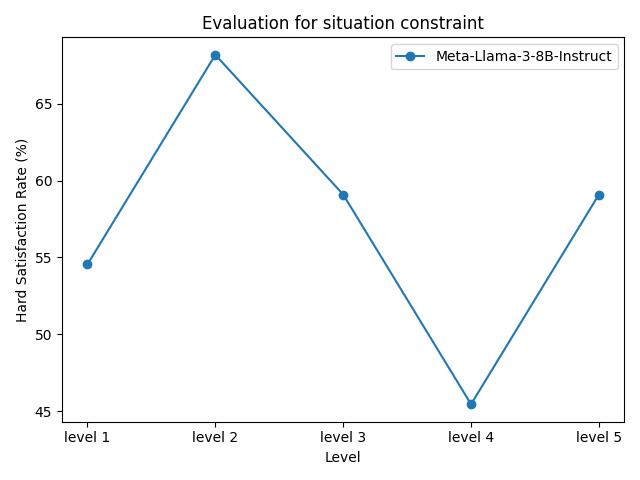 Evaluation for situation constraint
Meta-Llama-3-8B-Instruct
Hard Satisfaction Rate (%)
65
60
55
50
45
level 1
level 2
level 3
level 4
level 5
Level